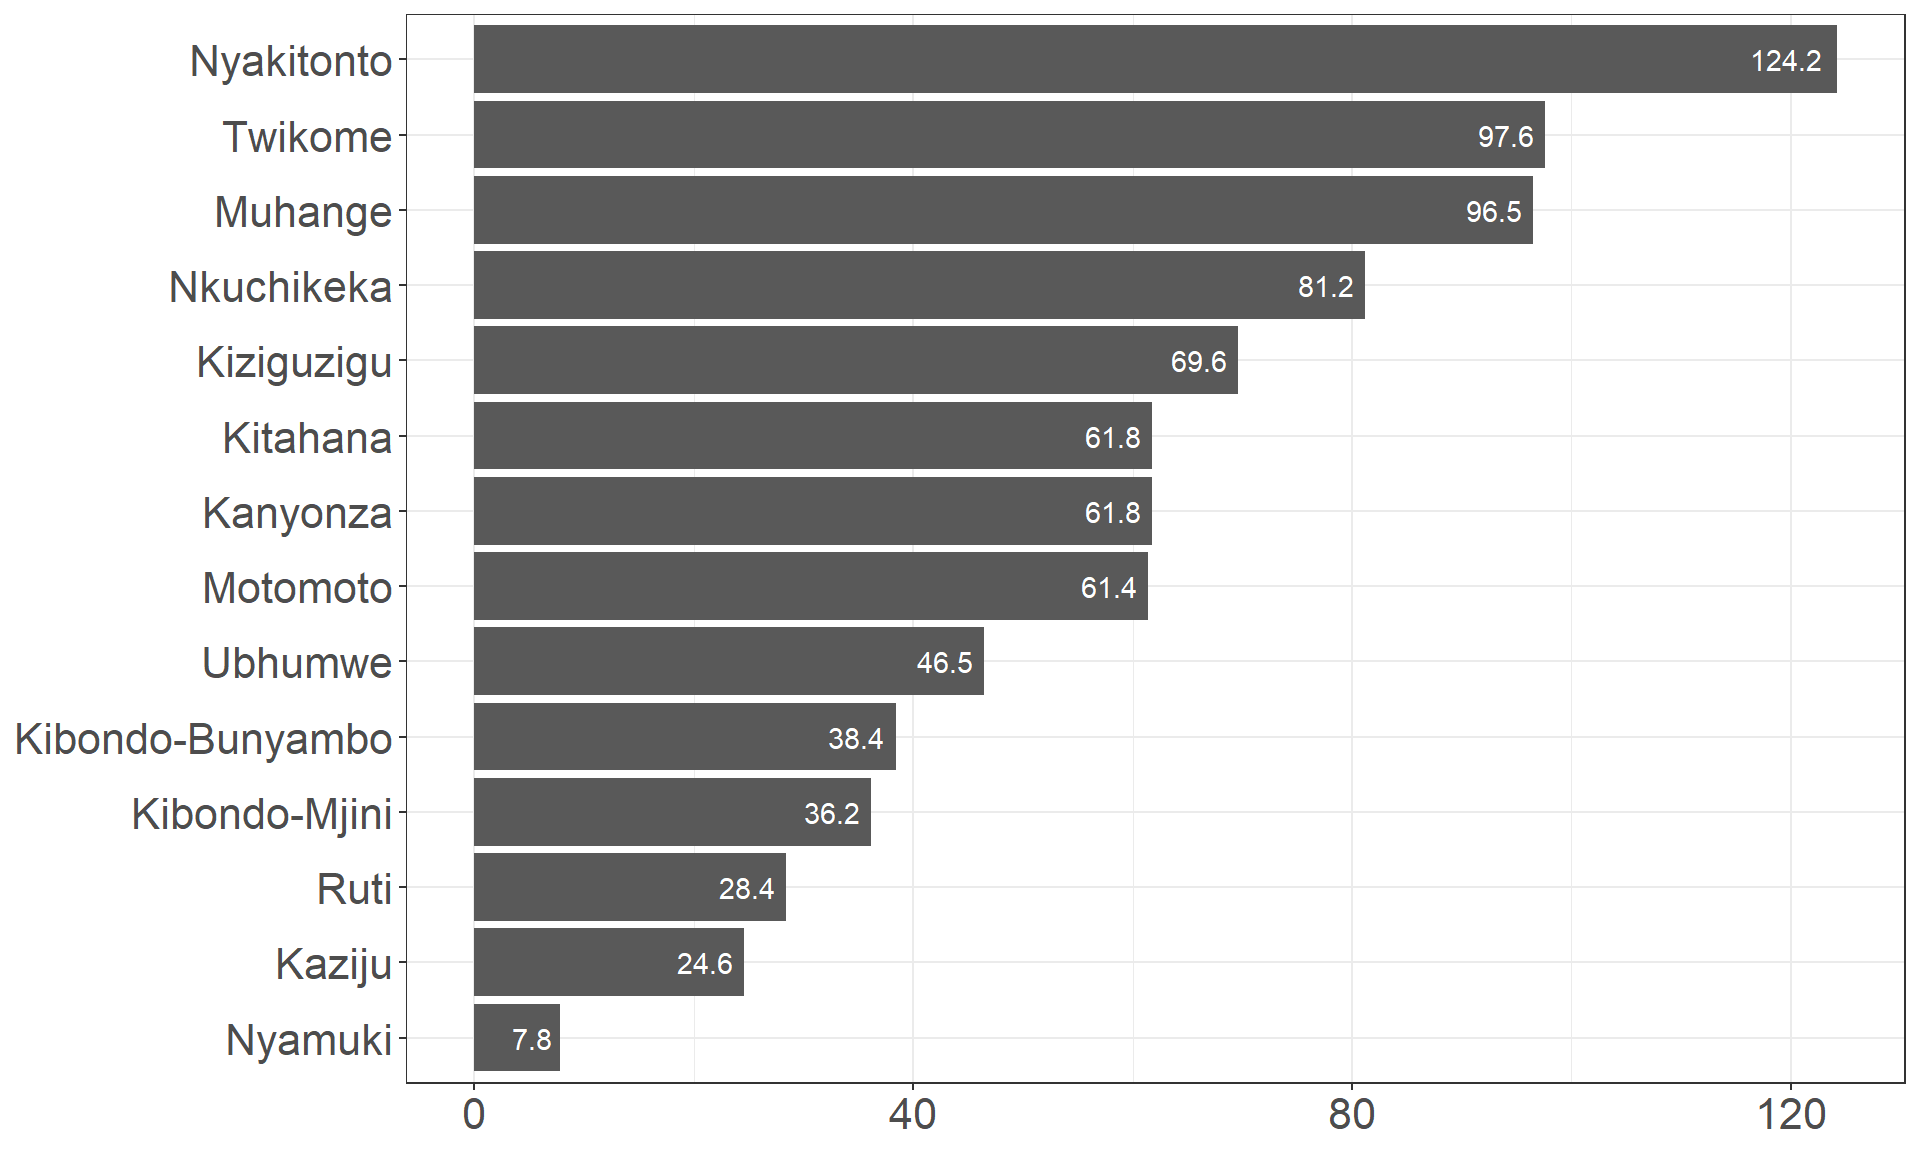 Nyakitonto 124.2
Twikome 97.6
Muhange 96.5
Nkuchikeka 81.2
Kiziguzigu 69.6
Kitahana 61.8
Kanyonza 61.8
Motomoto 61.4
Ubhumwe 46.5
Kibondo-Bunyambo 38.4
Kibondo-Mjini 36.2
Ruti 28.4
Kaziju 24.6
Nyamuki 7.8
0 40 80 120